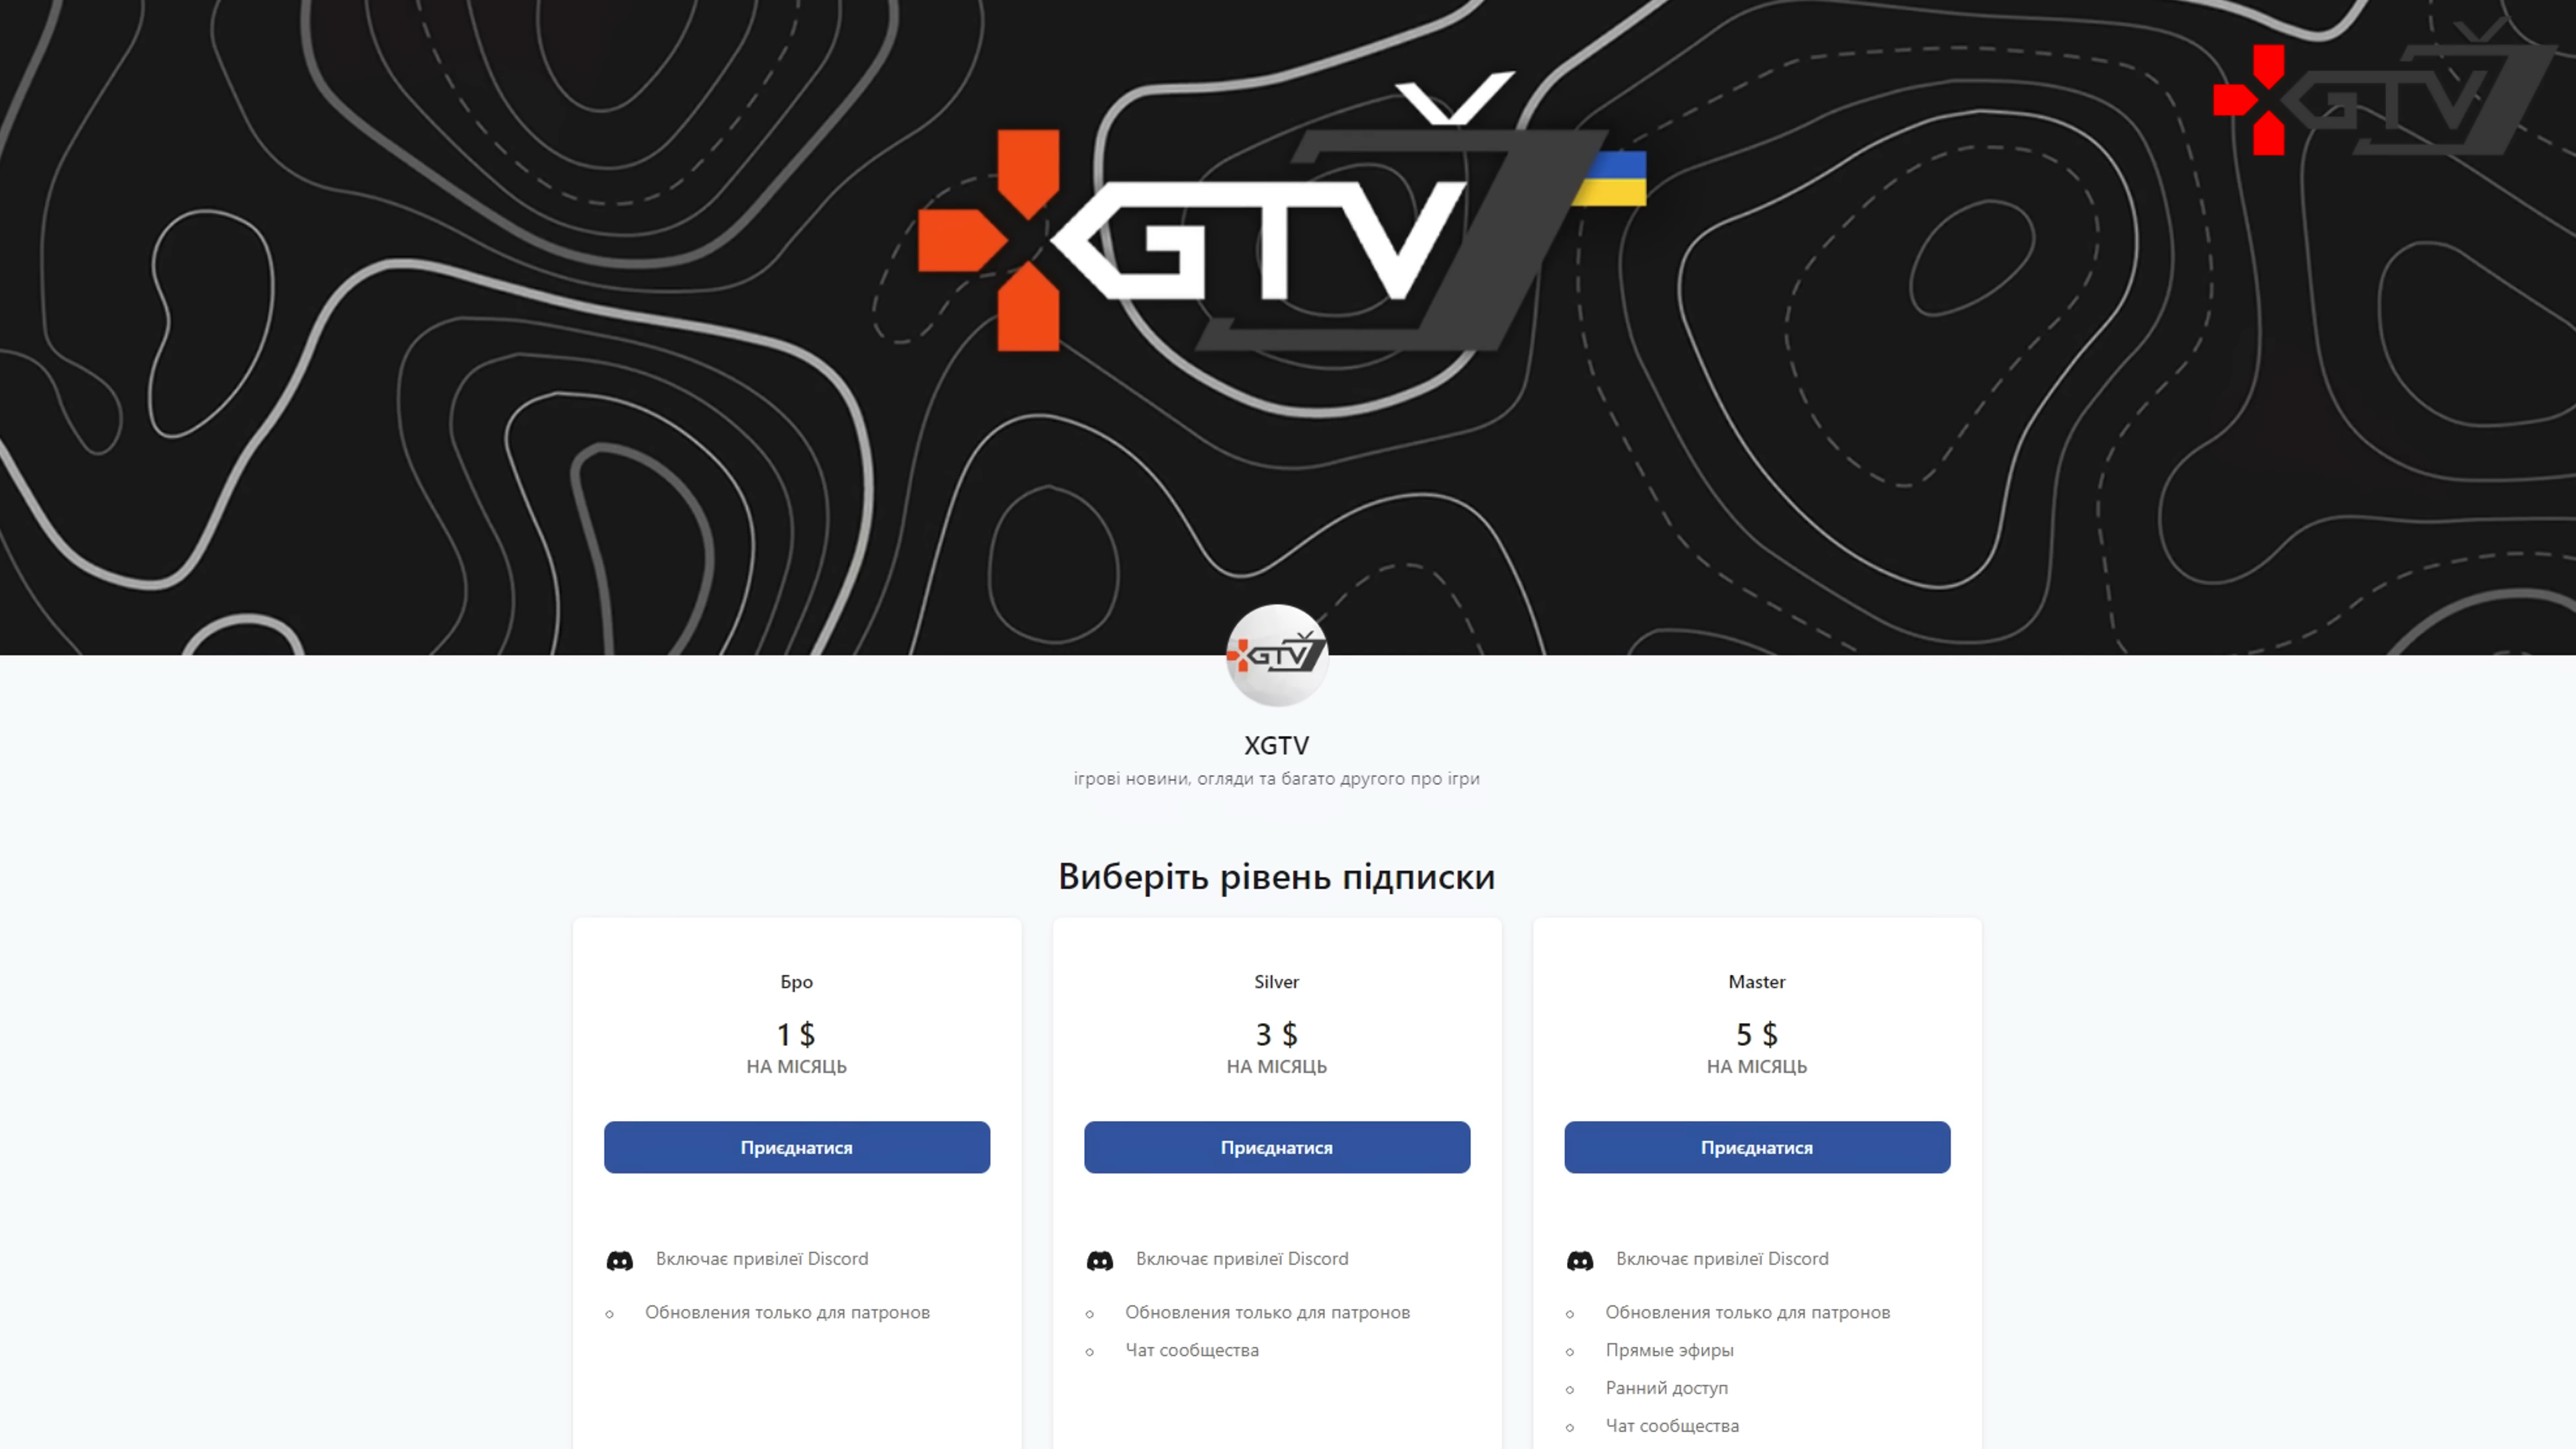 XGTV
XGTV
XGTV
XGTV
ігрові новини, огляди та багато другого про ігри
Виберіть рівень підписки
Бро
1 $
НА МІСЯЦЬ
Приєднатися
Включає привілеї Discord
Обновления только для патронов
Silver
3 $
НА МІСЯЦЬ
Приєднатися
Включає привілеї Discord
Обновления только для патронов
Чат сообщества
Master
5 $
НА МІСЯЦЬ
Приєднатися
Включає привілеї Discord
Обновления только для патронов
Прямые эфиры
Ранний доступ
Чат сообщества